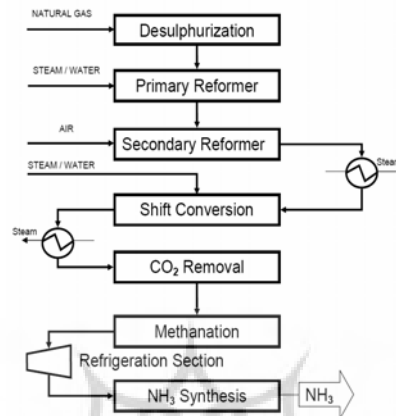 NATURAL GAS
Desulphurization
STEAM / WATER
Primary Reformer
AIR
Secondary Reformer
STEAM / WATER
Steam
Shift Conversion
Steam
CO₂ Removal
Methanation
Refrigeration Section
NH₃ Synthesis
NH₃